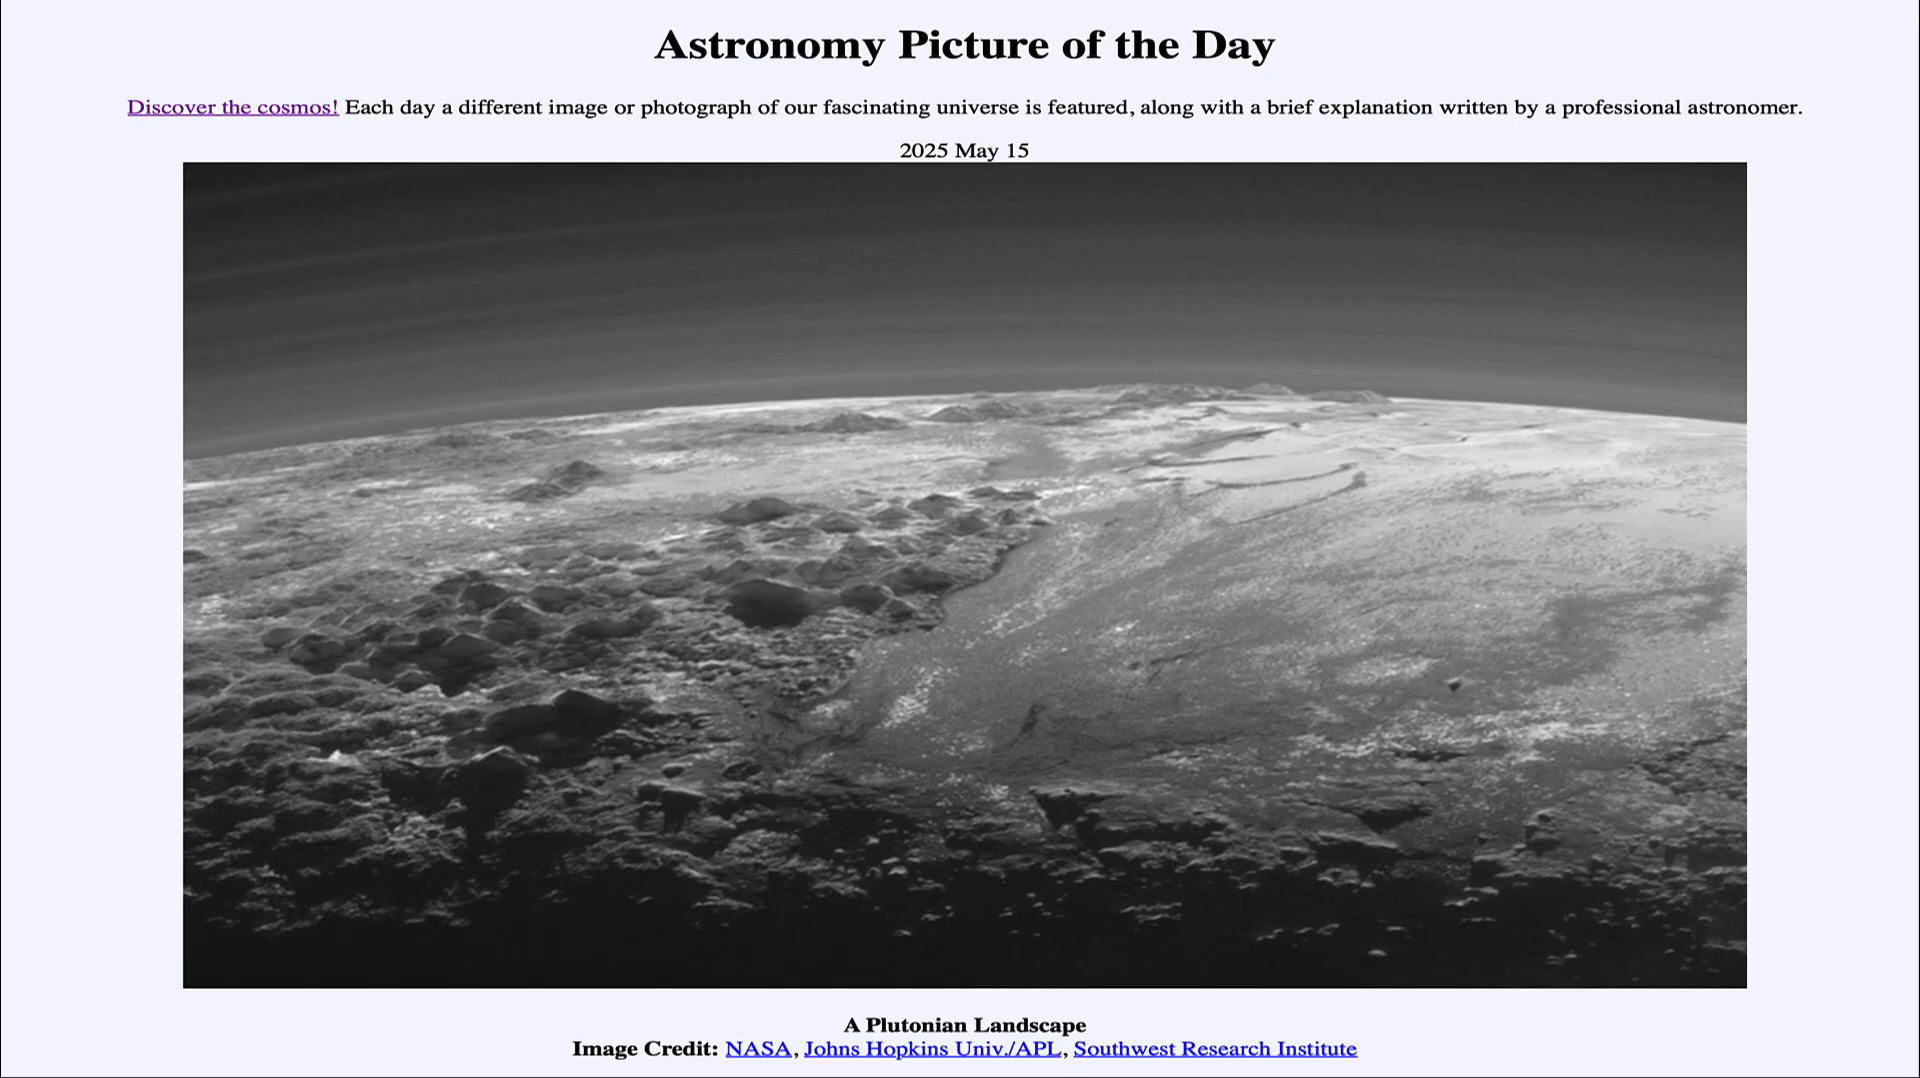 Astronomy Picture of the Day
Discover the cosmos! Each day a different image or photograph of our fascinating universe is featured, along with a brief explanation written by a professional astronomer.
2025 May 15
A Plutonian Landscape
Image Credit: NASA, Johns Hopkins Univ./APL, Southwest Research Institute